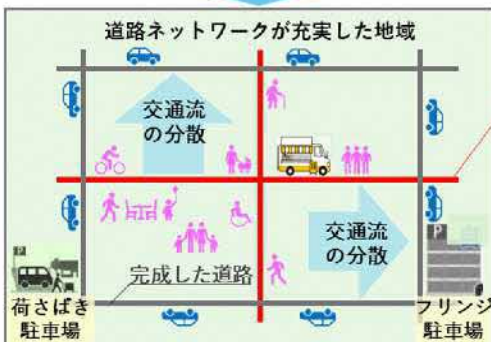 道路ネットワークが充実した地域
交通流
の分散
交通流
の分散
完成した道路
P
荷さばき
駐車場
P
フリンジ
駐車場